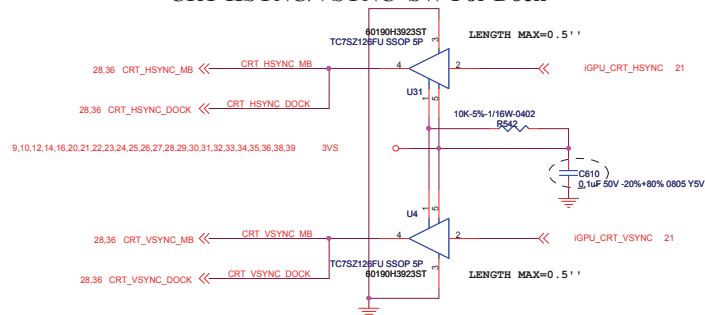 CRT HSYNC/VSYNC SW For Dock
60190H3923ST
TC7SZ126FU SSOP 5P
LENGTH MAX=0.5''
3
28,36 CRT_HSYNC_MB
CRT_HSYNC_MB
4
2
iGPU_CRT_HSYNC 21
U31
1
5
28,36 CRT_HSYNC_DOCK
CRT_HSYNC_DOCK
10K-5%-1/16W-0402
R542
9,10,12,14,16,20,21,22,23,24,25,26,27,28,29,30,31,32,33,34,35,36,38,39 3VS
C610
0.1uF 50V -20%+80% 0805 Y5V
U4
1
5
28,36 CRT_VSYNC_MB
CRT_VSYNC_MB
4
2
iGPU_CRT_VSYNC 21
3
TC7SZ126FU SSOP 5P
60190H3923ST
LENGTH MAX=0.5''
28,36 CRT_VSYNC_DOCK
CRT_VSYNC_DOCK